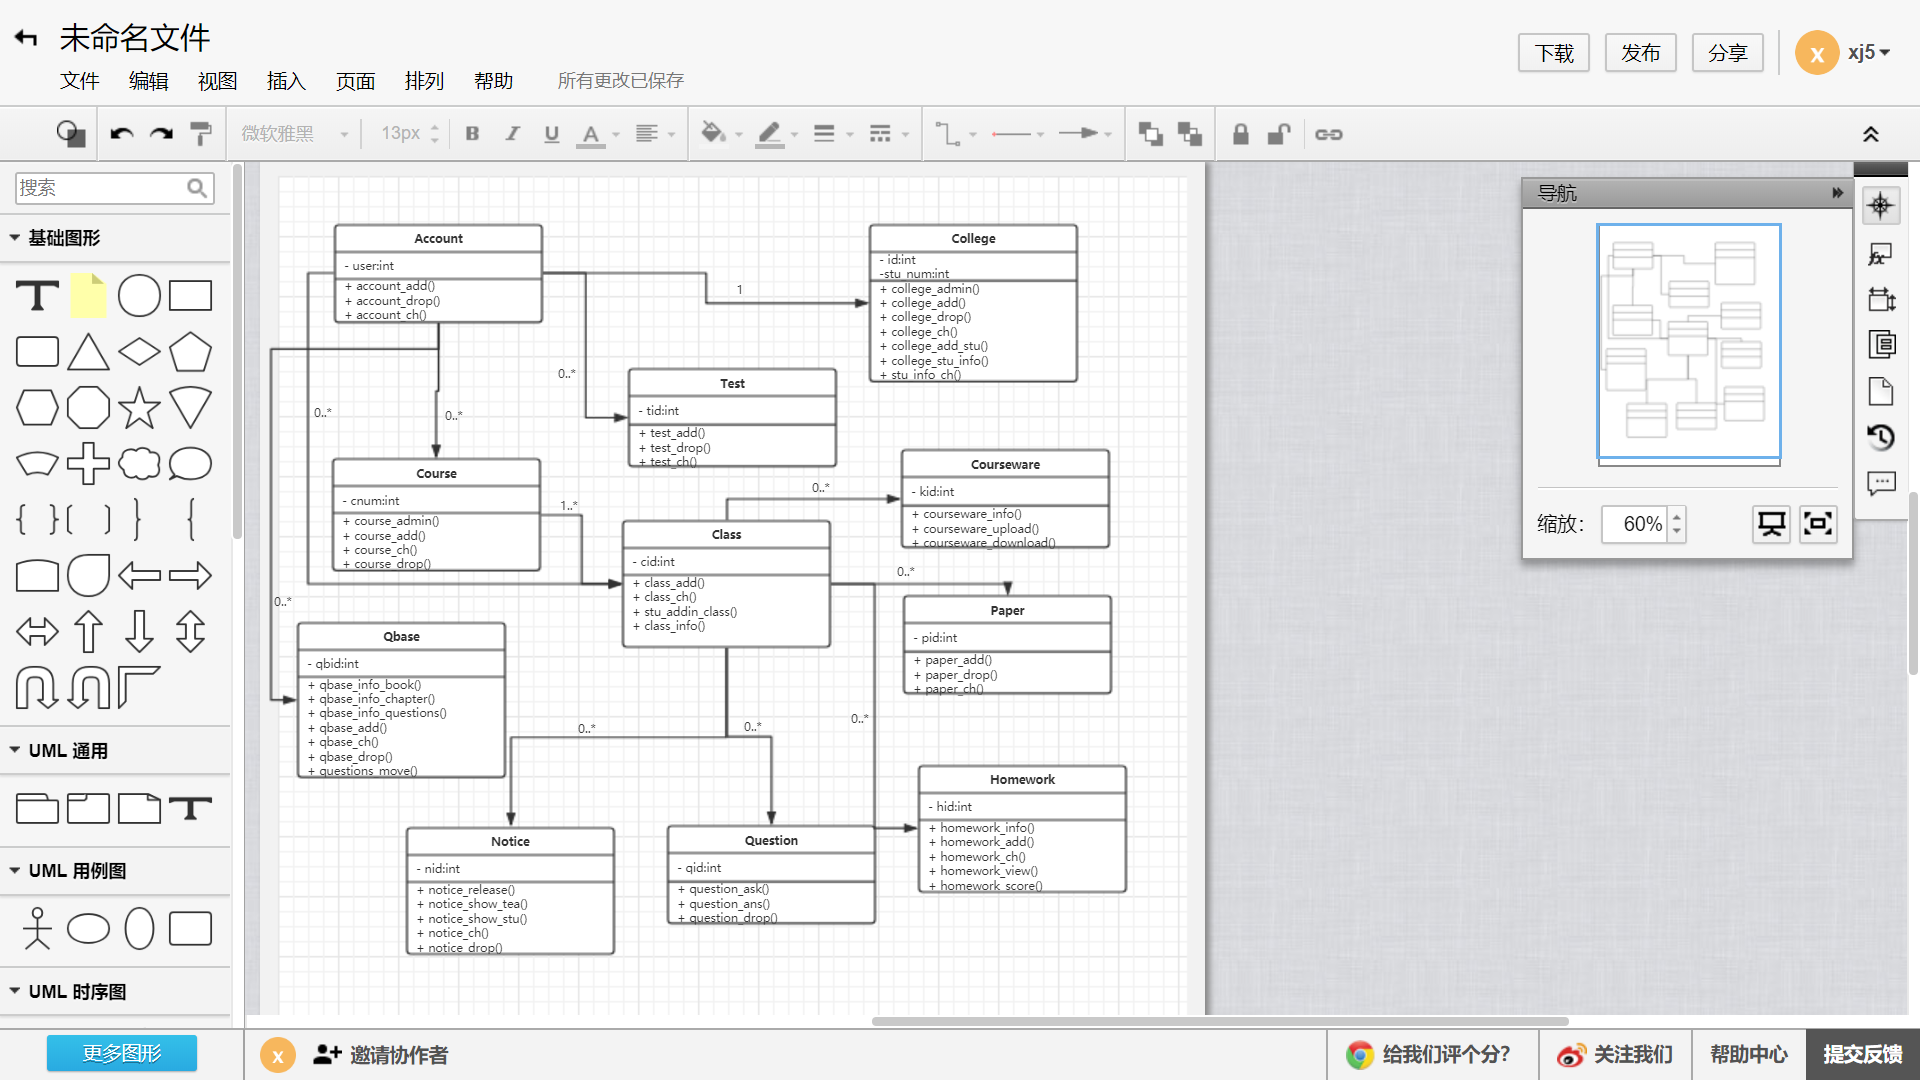 未命名文件
文件 编辑 视图 插入 页面 排列 帮助 所有更改已保存
下载 发布 分享 x xj5
微软雅黑 13px B I U A
搜索
基础图形
UML 通用
UML 用例图
UML 时序图
更多图形
Account
- user:int
+ account_add()
+ account_drop()
+ account_ch()
College
- id:int
-stu_num:int
+ college_admin()
+ college_add()
+ college_drop()
+ college_ch()
+ college_add_stu()
+ college_stu_info()
+ stu_info_ch()
1
0..*
0..*
0..*
Test
- tid:int
+ test_add()
+ test_drop()
+ test_ch()
Course
- cnum:int
+ course_admin()
+ course_add()
+ course_ch()
+ course_drop()
1..*
0..*
Courseware
- kid:int
+ courseware_info()
+ courseware_upload()
+ courseware_download()
Class
- cid:int
+ class_add()
+ class_ch()
+ stu_addin_class()
+ class_info()
0..*
0..*
Paper
- pid:int
+ paper_add()
+ paper_drop()
+ paper_ch()
Qbase
- qbid:int
+ qbase_info_book()
+ qbase_info_chapter()
+ qbase_info_questions()
+ qbase_add()
+ qbase_ch()
+ qbase_drop()
+ questions_move()
0..*
0..*
0..*
Homework
- hid:int
+ homework_info()
+ homework_add()
+ homework_ch()
+ homework_view()
+ homework_score()
Notice
- nid:int
+ notice_release()
+ notice_show_tea()
+ notice_show_stu()
+ notice_ch()
+ notice_drop()
Question
- qid:int
+ question_ask()
+ question_ans()
+ question_drop()
导航
缩放： 60%
x 邀请协作者
给我们评个分?
关注我们
帮助中心
提交反馈